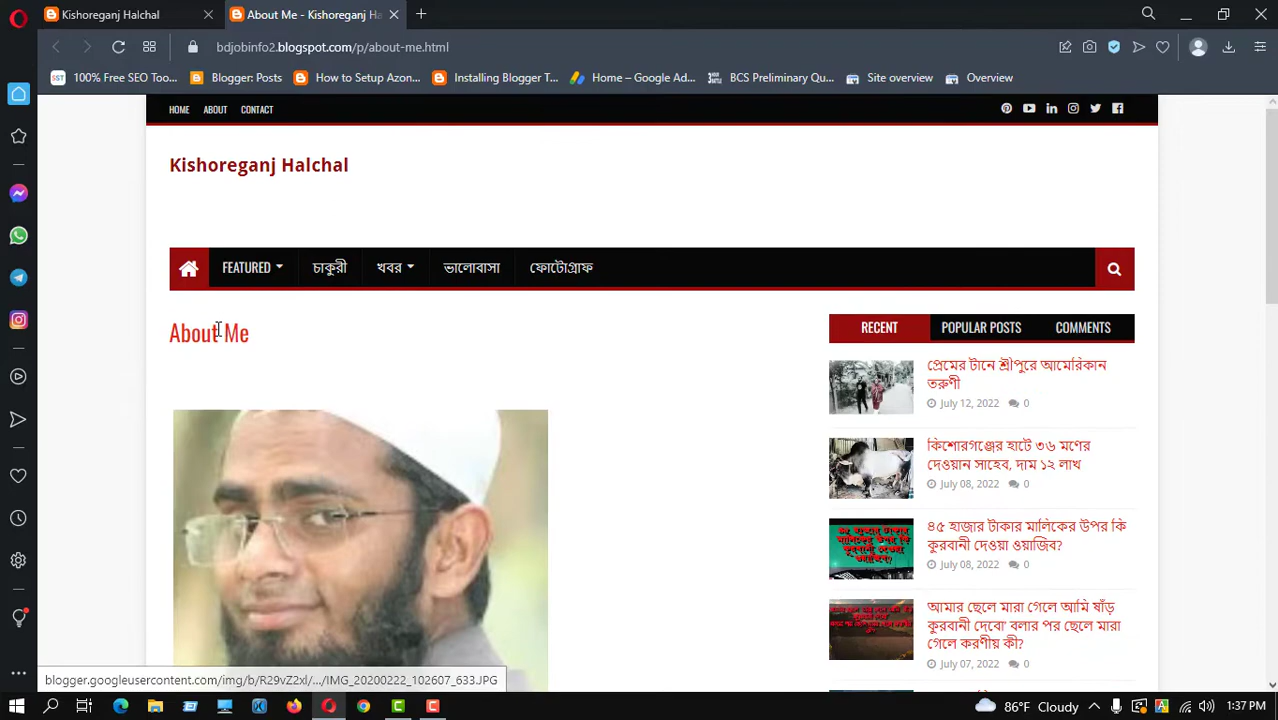 Kishoreganj Halchal
About Me - Kishoreganj Ha
bdjobinfo2.blogspot.com/p/about-me.html
100% Free SEO Too...
Blogger: Posts
How to Setup Azon...
Installing Blogger T...
Home – Google Ad...
BCS Preliminary Qu...
Site overview
Overview
HOME ABOUT CONTACT
Kishoreganj Halchal
FEATURED চাকুরী খবর ভালোবাসা ফোটোগ্রাফ
About Me
RECENT POPULAR POSTS COMMENTS
প্রেমের টানে শ্রীপুরে আমেরিকান
তরুণী
July 12, 2022 0
কিশোরগঞ্জের হাটে ৩৬ মণের
দেওয়ান সাহেব, দাম ১২ লাখ
July 08, 2022 0
৪৫ হাজার টাকার মালিকের উপর কি
কুরবানী দেওয়া ওয়াজিব?
July 08, 2022 0
আমার ছেলে মারা গেলে আমি ষাঁড়
কুরবানী দেবো' বলার পর ছেলে মারা
গেলে করণীয় কী?
July 07, 2022 0
blogger.googleusercontent.com/img/b/R29vZ2xl/.../IMG_20200222_102607_633.JPG
86°F Cloudy
1:37 PM